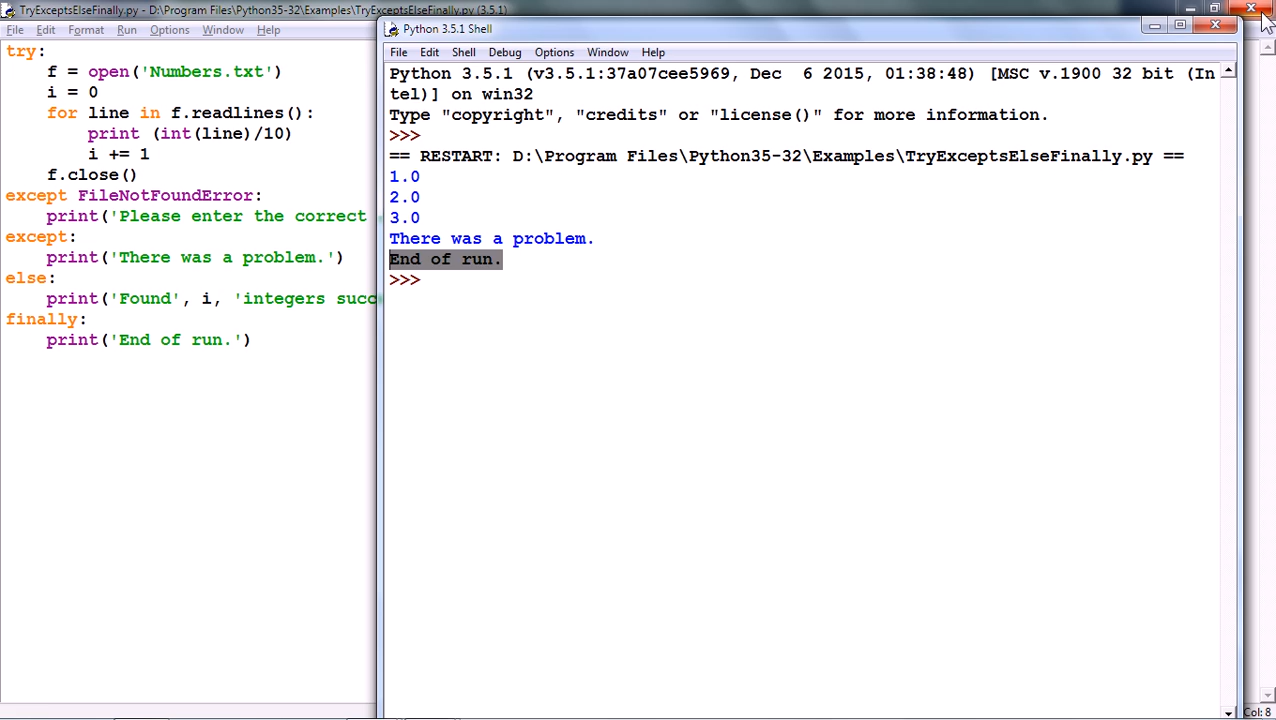 TryExceptsElseFinally.py - D:\Program Files\Python35-32\Examples\TryExceptsElseFinally.py (3.5.1)
File Edit Format Run Options Window Help
try:
    f = open('Numbers.txt')
    i = 0
    for line in f.readlines():
        print (int(line)/10)
        i += 1
    f.close()
except FileNotFoundError:
    print('Please enter the correct
except:
    print('There was a problem.')
else:
    print('Found', i, 'integers succ
finally:
    print('End of run.')
Python 3.5.1 Shell
File Edit Shell Debug Options Window Help
Python 3.5.1 (v3.5.1:37a07cee5969, Dec  6 2015, 01:38:48) [MSC v.1900 32 bit (In
tel)] on win32
Type "copyright", "credits" or "license()" for more information.
>>>
== RESTART: D:\Program Files\Python35-32\Examples\TryExceptsElseFinally.py ==
1.0
2.0
3.0
There was a problem.
End of run.
>>>
Col: 8